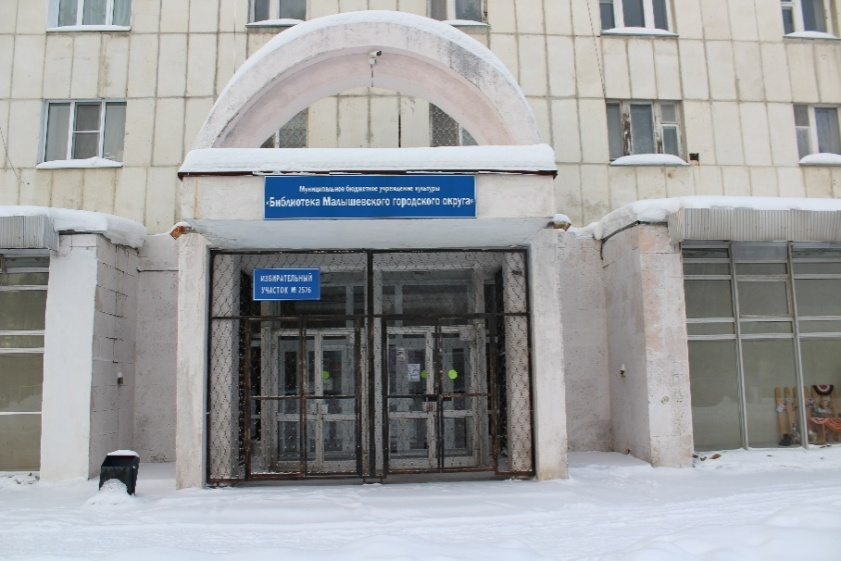 Муниципальное бюджетное учреждение культуры
«Библиотека Малышевского городского округа»
ИЗБИРАТЕЛЬНЫЙ
УЧАСТОК № 2576